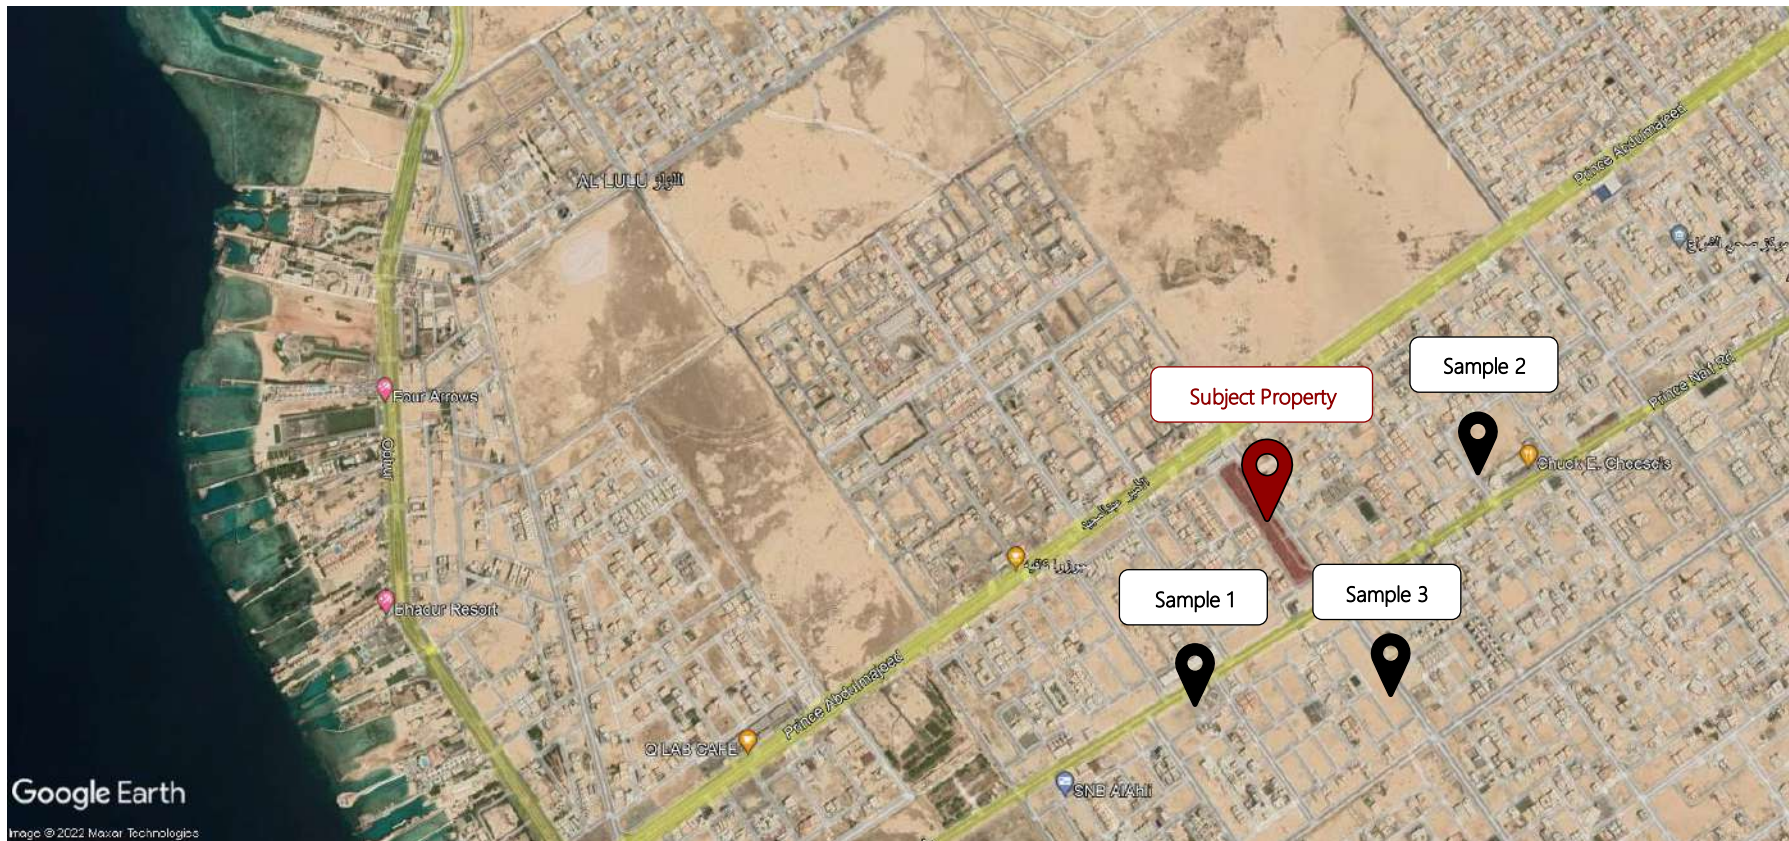 Prince Abdulmajeed
AL LULU اللؤلؤ
Sample 2
Prince Naif Rd
Subject Property
Four Arrows
Chuck E. Cheese's
Sample 1
Sample 3
Bhadur Resort
Prince Abdulmajeed
Q LAB CAFE
SNB AlAhli
Google Earth
Image © 2022 Maxar Technologies